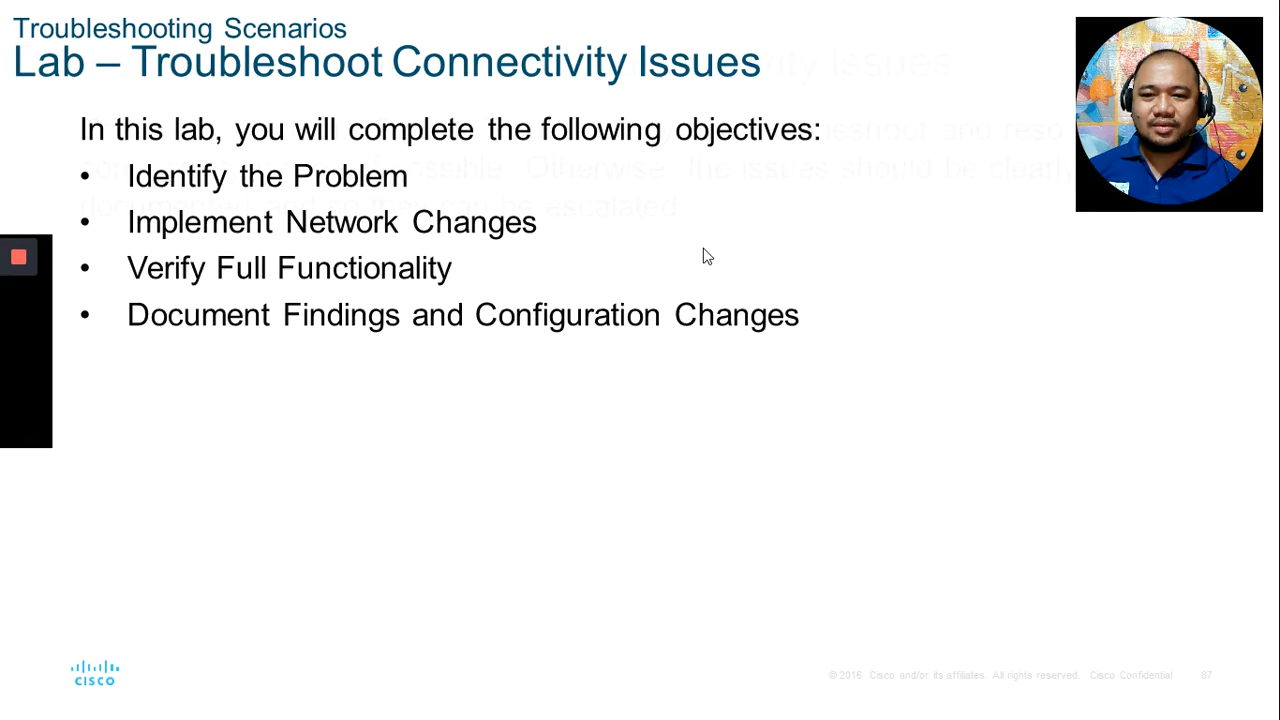 Troubleshooting Scenarios
Lab – Troubleshoot Connectivity Issues
In this lab, you will complete the following objectives:
• Identify the Problem
• Implement Network Changes
• Verify Full Functionality
• Document Findings and Configuration Changes
CISCO
© 2016 Cisco and/or its affiliates. All rights reserved. Cisco Confidential 87